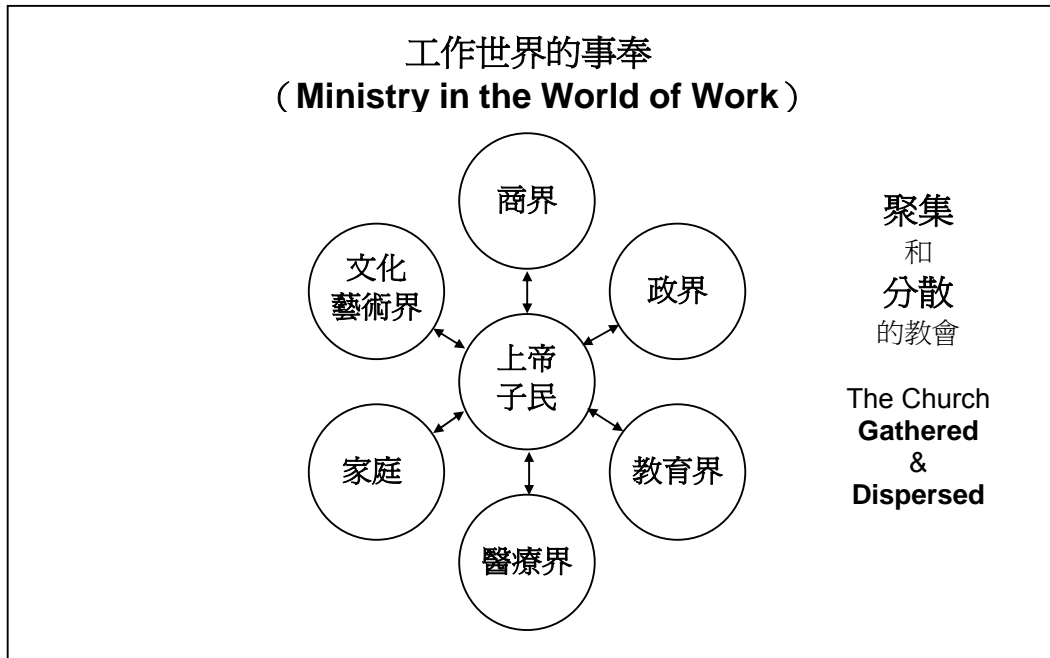 工作世界的事奉
（Ministry in the World of Work）
商界
文化
藝術界
政界
上帝
子民
家庭
教育界
醫療界
聚集
和
分散
的教會
The Church
Gathered
&
Dispersed